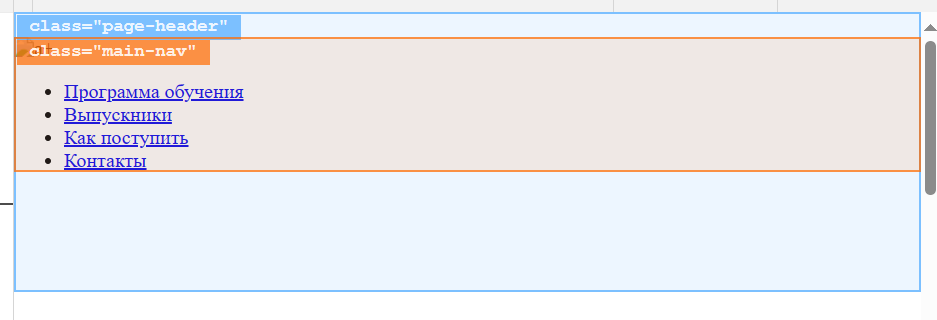 class="page-header"
class="main-nav"
Программа обучения
Выпускники
Как поступить
Контакты